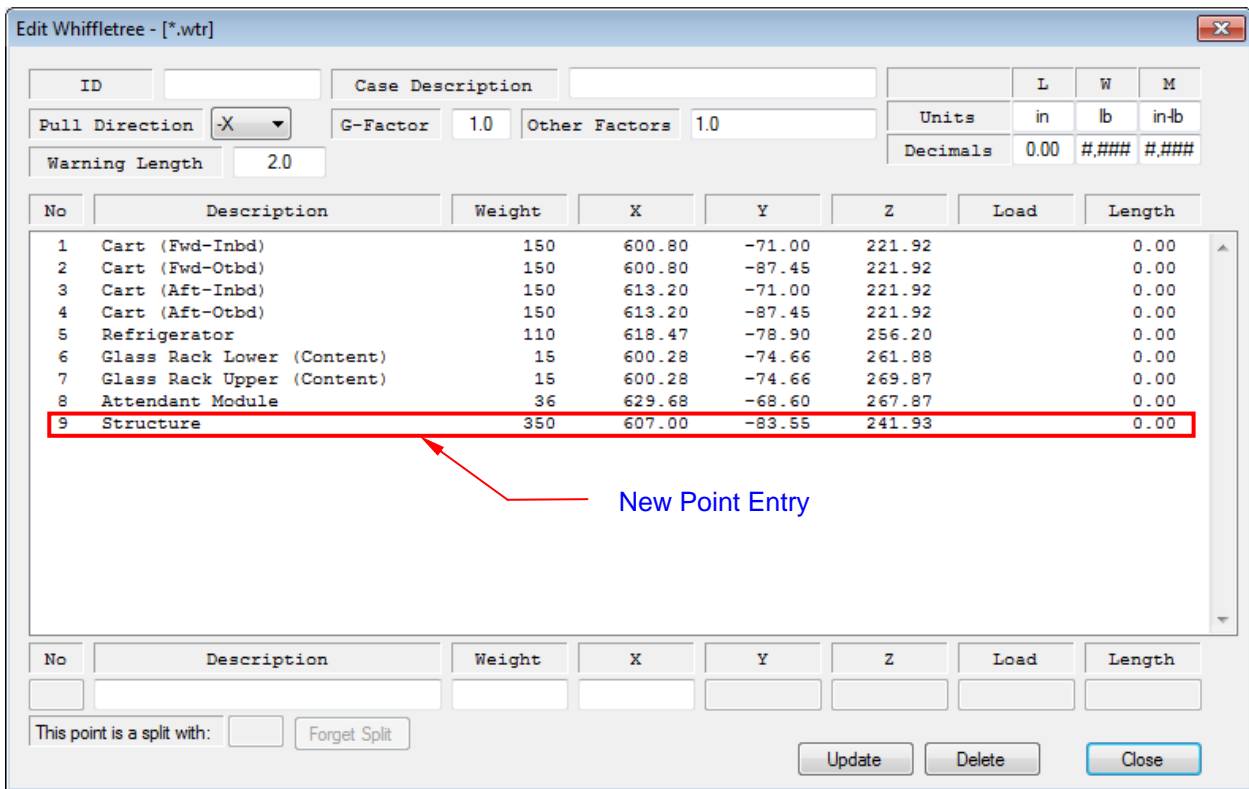 Edit Whiffletree - [*.wtr]
ID Case Description L W M
Pull Direction -X G-Factor 1.0 Other Factors 1.0 Units in lb in-lb
Warning Length 2.0 Decimals 0.00 #,### #,###
No Description Weight X Y Z Load Length
1 Cart (Fwd-Inbd) 150 600.80 -71.00 221.92 0.00
2 Cart (Fwd-Otbd) 150 600.80 -87.45 221.92 0.00
3 Cart (Aft-Inbd) 150 613.20 -71.00 221.92 0.00
4 Cart (Aft-Otbd) 150 613.20 -87.45 221.92 0.00
5 Refrigerator 110 618.47 -78.90 256.20 0.00
6 Glass Rack Lower (Content) 15 600.28 -74.66 261.88 0.00
7 Glass Rack Upper (Content) 15 600.28 -74.66 269.87 0.00
8 Attendant Module 36 629.68 -68.60 267.87 0.00
9 Structure 350 607.00 -83.55 241.93 0.00
New Point Entry
No Description Weight X Y Z Load Length
This point is a split with: Forget Split
Update Delete Close